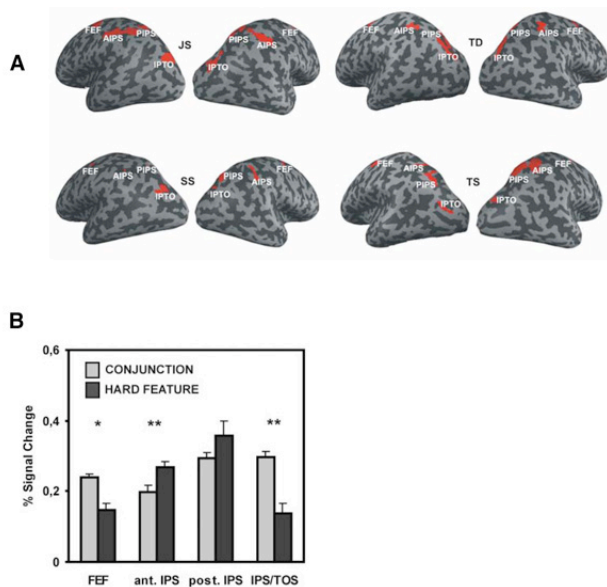 A
FEF AIPS PIPS IPTO JS PIPS AIPS FEF IPTO
FEF AIPS PIPS IPTO TD PIPS AIPS FEF IPTO
FEF AIPS PIPS IPTO SS PIPS AIPS FEF IPTO
FEF AIPS PIPS IPTO TS PIPS AIPS FEF IPTO
B
0,6
CONJUNCTION
HARD FEATURE
0,4
* ** **
% Signal Change
0,2
0
FEF ant. IPS post. IPS IPS/TOS